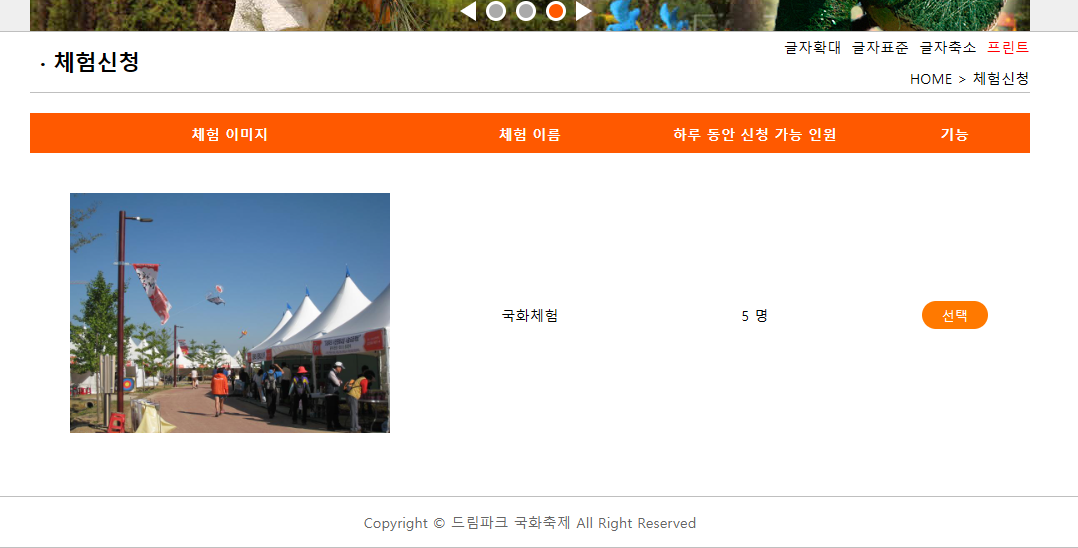 · 체험신청
글자확대 글자표준 글자축소 프린트
HOME > 체험신청
체험 이미지 체험 이름 하루 동안 신청 가능 인원 기능
국화체험 5 명 선택
Copyright © 드림파크 국화축제 All Right Reserved